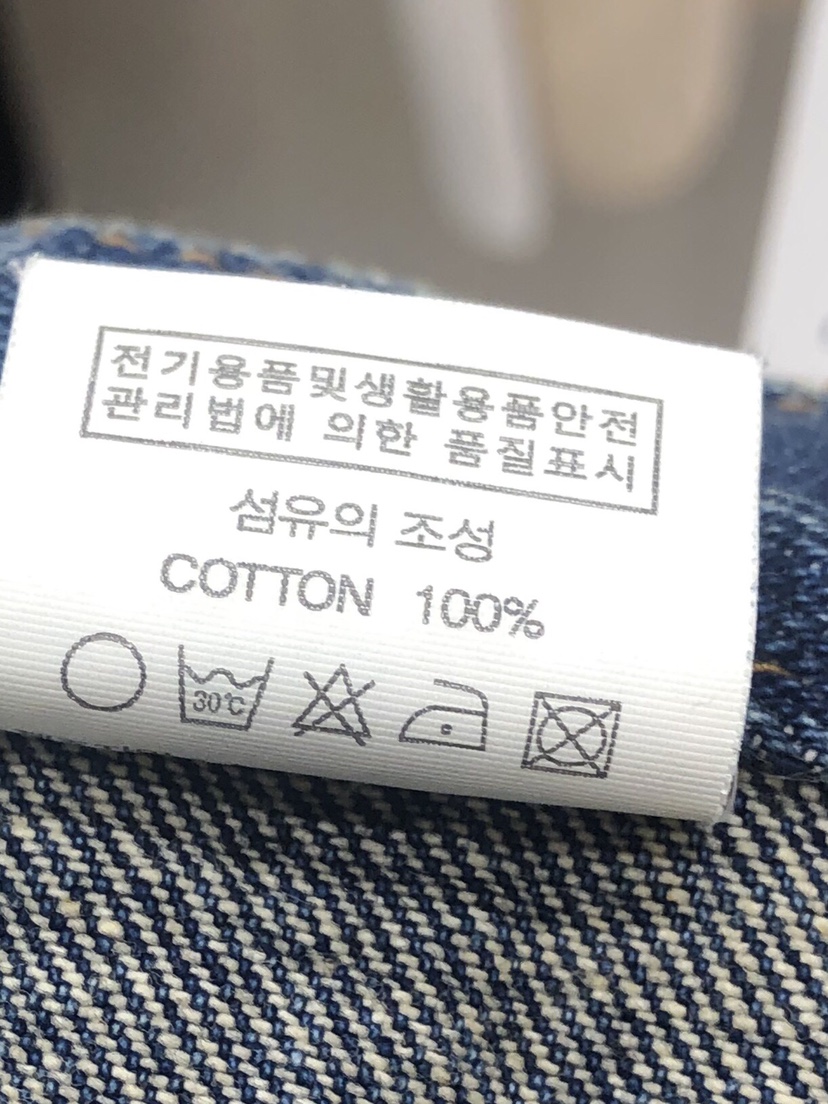 전기용품및생활용품안전
관리법에 의한 품질표시
섬유의 조성
COTTON 100%
30℃